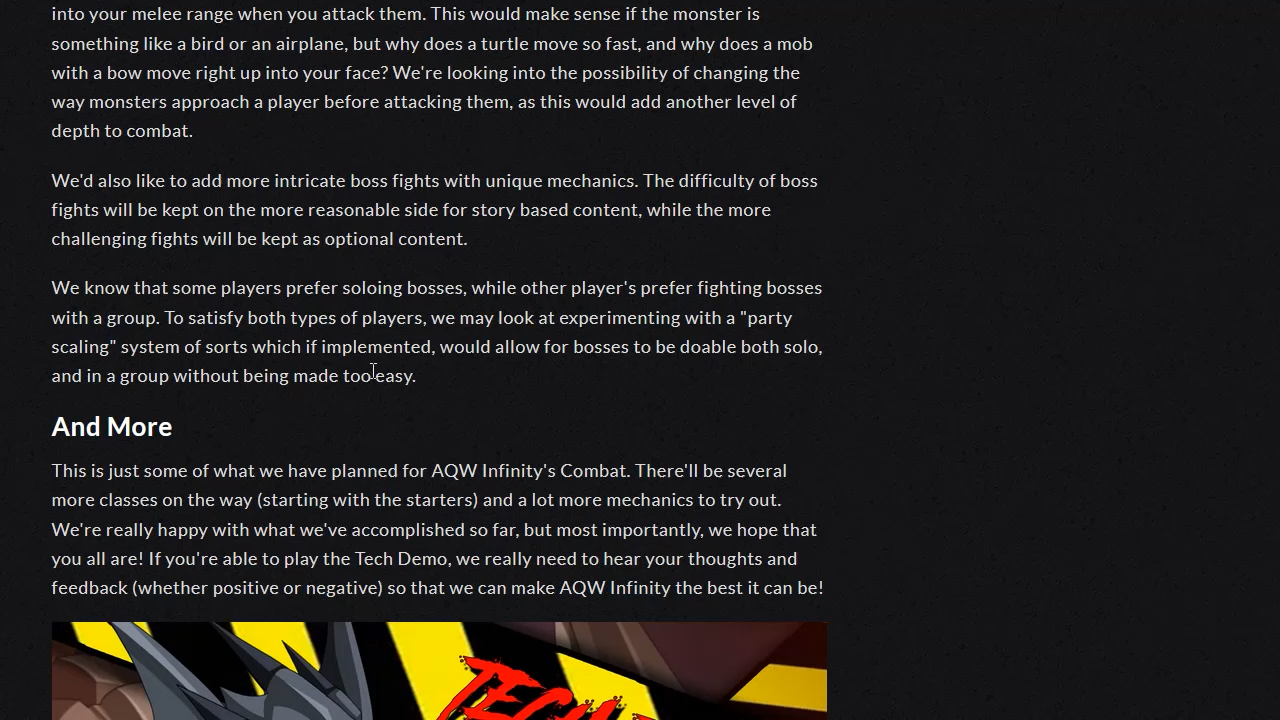 into your melee range when you attack them. This would make sense if the monster is
something like a bird or an airplane, but why does a turtle move so fast, and why does a mob
with a bow move right up into your face? We're looking into the possibility of changing the
way monsters approach a player before attacking them, as this would add another level of
depth to combat.
We'd also like to add more intricate boss fights with unique mechanics. The difficulty of boss
fights will be kept on the more reasonable side for story based content, while the more
challenging fights will be kept as optional content.
We know that some players prefer soloing bosses, while other player's prefer fighting bosses
with a group. To satisfy both types of players, we may look at experimenting with a "party
scaling" system of sorts which if implemented, would allow for bosses to be doable both solo,
and in a group without being made too easy.
And More
This is just some of what we have planned for AQW Infinity's Combat. There'll be several
more classes on the way (starting with the starters) and a lot more mechanics to try out.
We're really happy with what we've accomplished so far, but most importantly, we hope that
you all are! If you're able to play the Tech Demo, we really need to hear your thoughts and
feedback (whether positive or negative) so that we can make AQW Infinity the best it can be!
TECH